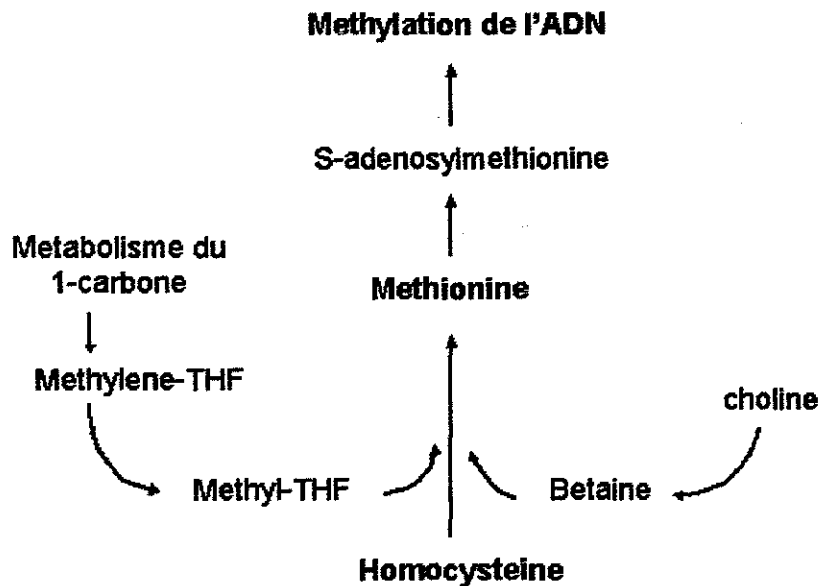 Methylation de l'ADN
S-adenosylmethionine
Metabolisme du
1-carbone
Methionine
Methylene-THF
choline
Methyl-THF
Betaine
Homocysteine